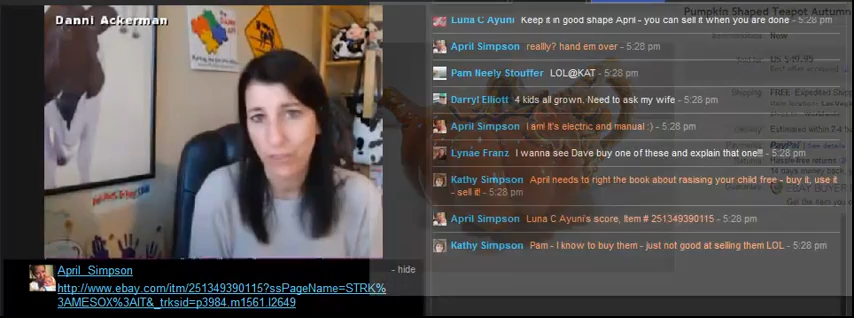 Danni Ackerman
April_Simpson
- hide
http://www.ebay.com/itm/251349390115?ssPageName=STRK%
3AMESOX%3AIT&_trksid=p3984.m1561.l2649
Pumpkin Shaped Teapot Autumn
Luna C Ayuni Keep it in good shape April - you can sell it when you are done - 5:28 pm
April Simpson really? hand em over - 5:28 pm
Pam Neely Stouffer LOL@KAT - 5:28 pm
Darryl Elliott 4 kids all grown. Need to ask my wife - 5:28 pm
April Simpson I am! It's electric and manual :) - 5:28 pm
Lynae Franz I wanna see Dave buy one of these and explain that one!!! - 5:28 pm
Kathy Simpson April needs to right the book about rasising your child free - buy it, use it
- sell it! - 5:28 pm
April Simpson Luna C Ayuni's score, Item # 251349390115 - 5:28 pm
Kathy Simpson Pam - I know to buy them - just not good at selling them LOL - 5:28 pm
New
PayPal